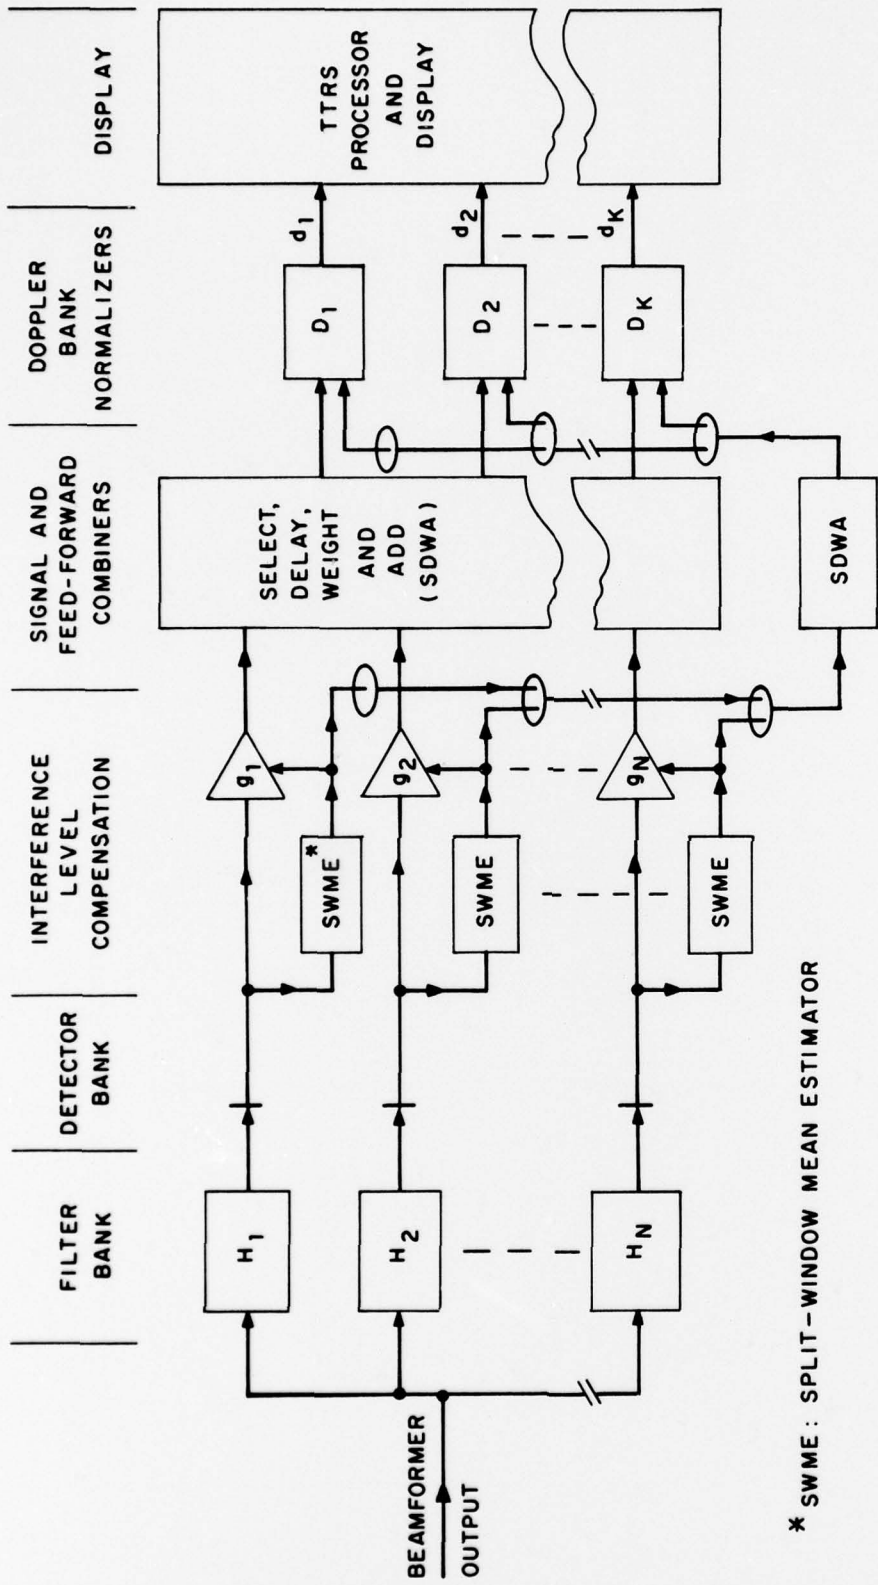 FILTER
BANK
DETECTOR
BANK
INTERFERENCE
LEVEL
COMPENSATION
SIGNAL AND
FEED-FORWARD
COMBINERS
DOPPLER
BANK
NORMALIZERS
DISPLAY
BEAMFORMER
OUTPUT
H1
H2
HN
g1
g2
gN
SWME*
SWME
SWME
SELECT,
DELAY,
WEIGHT
AND
ADD
(SDWA)
SDWA
D1
D2
DK
d1
d2
dK
TTRS
PROCESSOR
AND
DISPLAY
* SWME: SPLIT-WINDOW MEAN ESTIMATOR